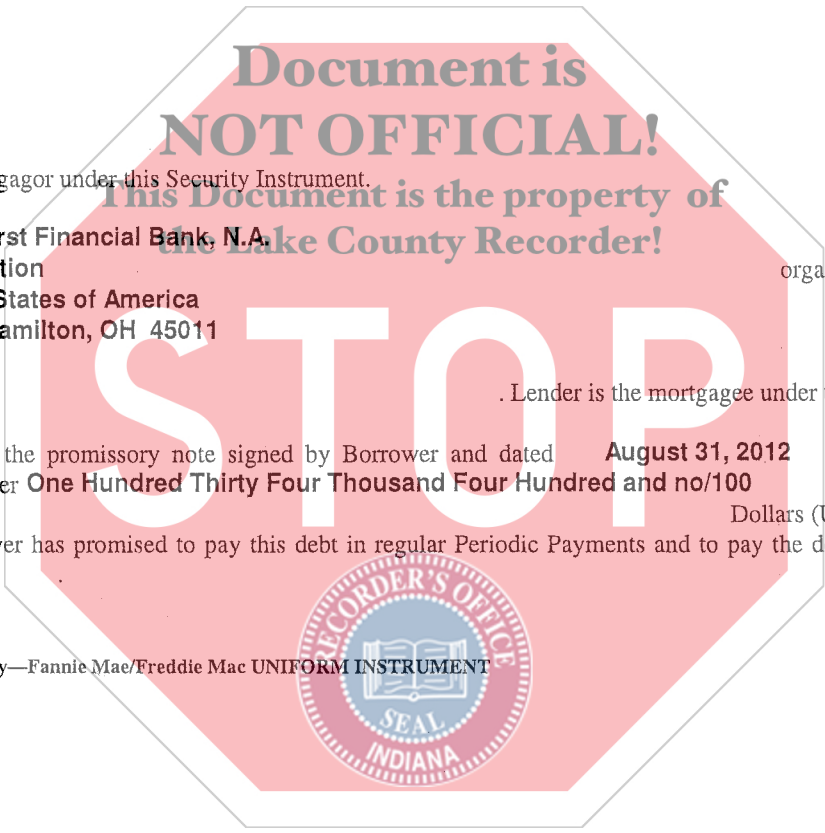 Document is
NOT OFFICIAL!
gagor under this Security Instrument.
This Document is the property of
rst Financial Bank, N.A.
the Lake County Recorder!
tion
orga
States of America
amilton, OH 45011
STOP
. Lender is the mortgagee under
the promissory note signed by Borrower and dated August 31, 2012
er One Hundred Thirty Four Thousand Four Hundred and no/100
Dollars (U
er has promised to pay this debt in regular Periodic Payments and to pay the d
RECORDER'S OFFICE
y—Fannie Mae/Freddie Mac UNIFORM INSTRUMENT
SEAL
INDIANA